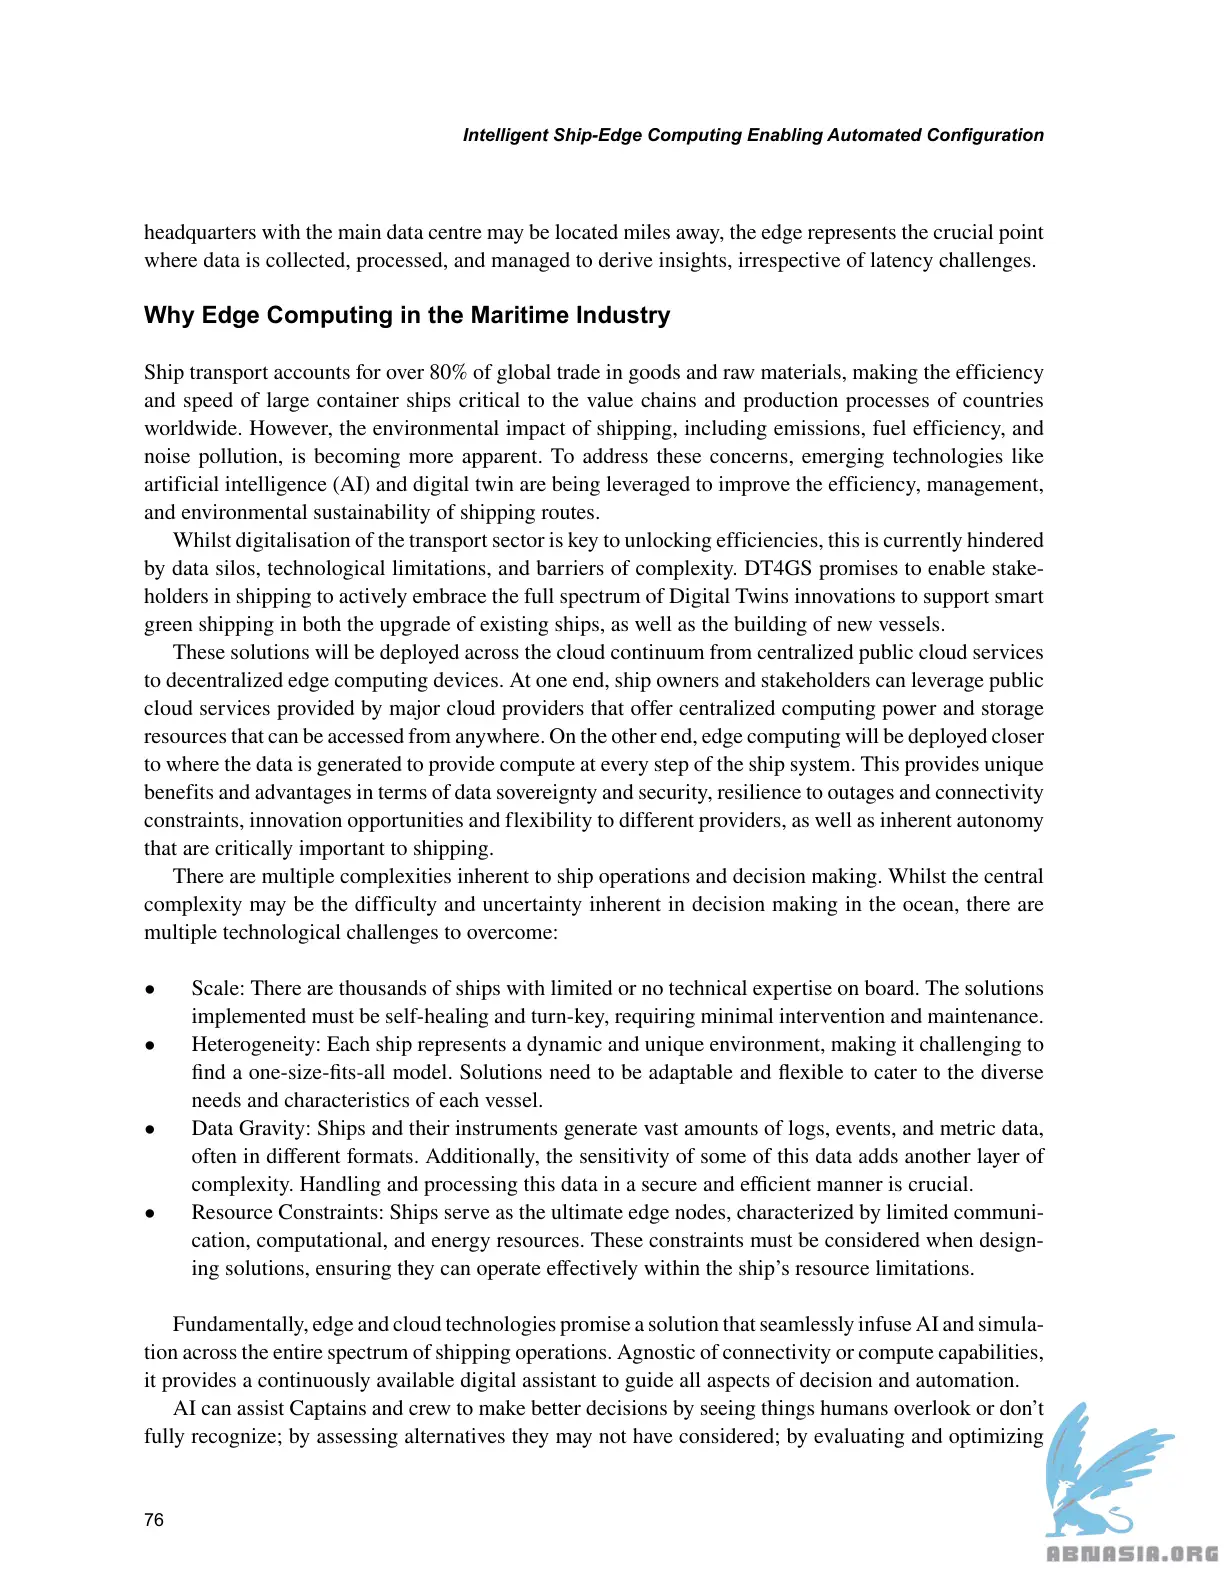 Intelligent Ship-Edge Computing Enabling Automated Configuration
headquarters with the main data centre may be located miles away, the edge represents the crucial point
where data is collected, processed, and managed to derive insights, irrespective of latency challenges.
Why Edge Computing in the Maritime Industry
Ship transport accounts for over 80% of global trade in goods and raw materials, making the efficiency
and speed of large container ships critical to the value chains and production processes of countries
worldwide. However, the environmental impact of shipping, including emissions, fuel efficiency, and
noise pollution, is becoming more apparent. To address these concerns, emerging technologies like
artificial intelligence (AI) and digital twin are being leveraged to improve the efficiency, management,
and environmental sustainability of shipping routes.
Whilst digitalisation of the transport sector is key to unlocking efficiencies, this is currently hindered
by data silos, technological limitations, and barriers of complexity. DT4GS promises to enable stake-
holders in shipping to actively embrace the full spectrum of Digital Twins innovations to support smart
green shipping in both the upgrade of existing ships, as well as the building of new vessels.
These solutions will be deployed across the cloud continuum from centralized public cloud services
to decentralized edge computing devices. At one end, ship owners and stakeholders can leverage public
cloud services provided by major cloud providers that offer centralized computing power and storage
resources that can be accessed from anywhere. On the other end, edge computing will be deployed closer
to where the data is generated to provide compute at every step of the ship system. This provides unique
benefits and advantages in terms of data sovereignty and security, resilience to outages and connectivity
constraints, innovation opportunities and flexibility to different providers, as well as inherent autonomy
that are critically important to shipping.
There are multiple complexities inherent to ship operations and decision making. Whilst the central
complexity may be the difficulty and uncertainty inherent in decision making in the ocean, there are
multiple technological challenges to overcome:
● Scale: There are thousands of ships with limited or no technical expertise on board. The solutions
implemented must be self-healing and turn-key, requiring minimal intervention and maintenance.
● Heterogeneity: Each ship represents a dynamic and unique environment, making it challenging to
find a one-size-fits-all model. Solutions need to be adaptable and flexible to cater to the diverse
needs and characteristics of each vessel.
● Data Gravity: Ships and their instruments generate vast amounts of logs, events, and metric data,
often in different formats. Additionally, the sensitivity of some of this data adds another layer of
complexity. Handling and processing this data in a secure and efficient manner is crucial.
● Resource Constraints: Ships serve as the ultimate edge nodes, characterized by limited communi-
cation, computational, and energy resources. These constraints must be considered when design-
ing solutions, ensuring they can operate effectively within the ship’s resource limitations.
Fundamentally, edge and cloud technologies promise a solution that seamlessly infuse AI and simula-
tion across the entire spectrum of shipping operations. Agnostic of connectivity or compute capabilities,
it provides a continuously available digital assistant to guide all aspects of decision and automation.
AI can assist Captains and crew to make better decisions by seeing things humans overlook or don’t
fully recognize; by assessing alternatives they may not have considered; by evaluating and optimizing
76
ABNASIA.ORG